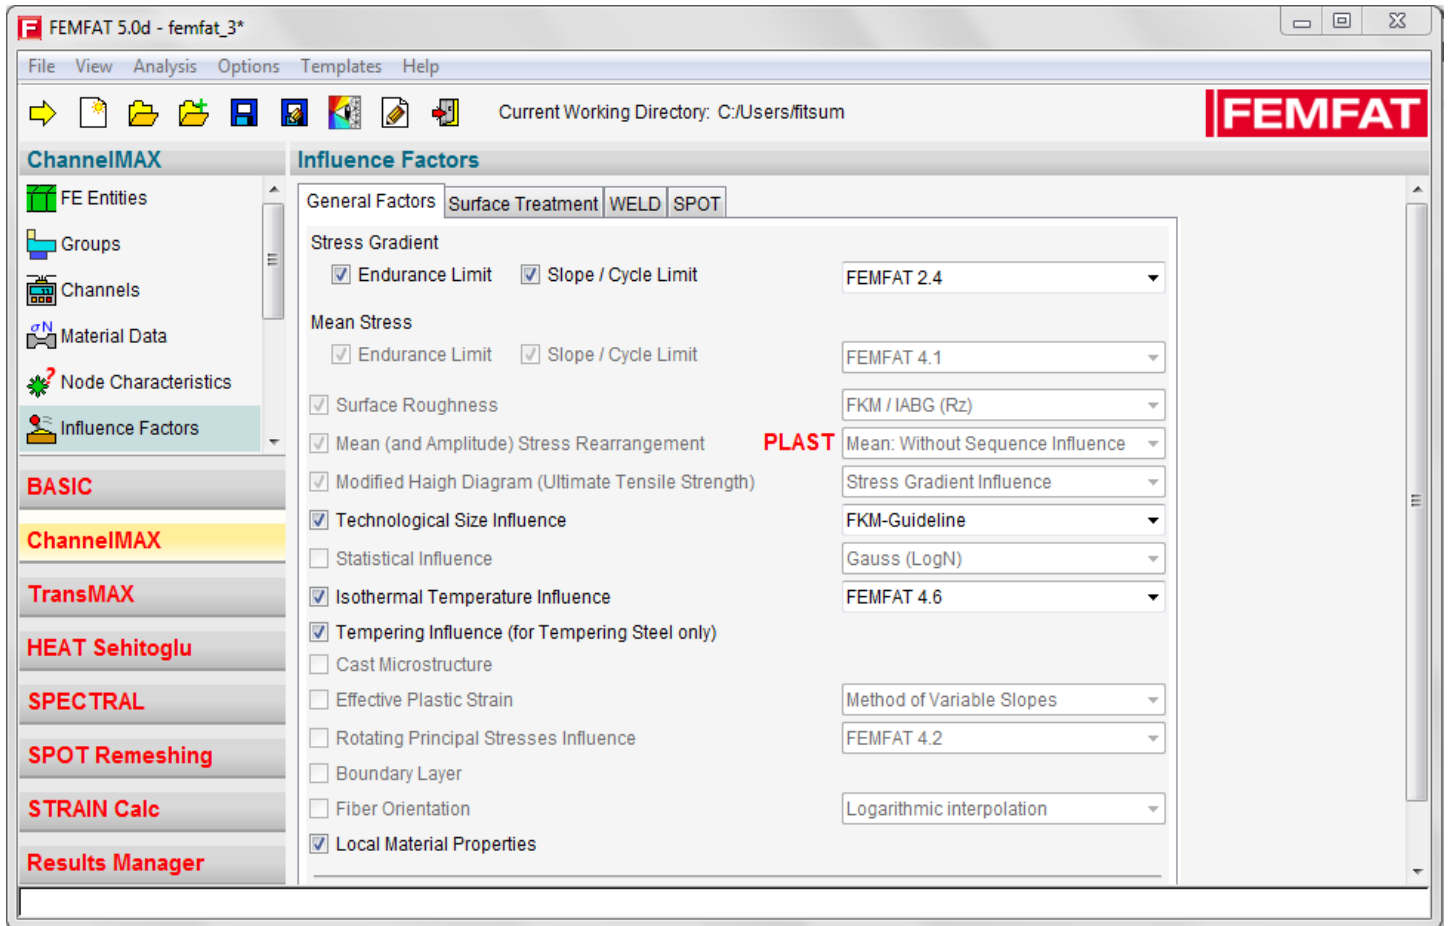 FEMFAT 5.0d - femfat_3*
File View Analysis Options Templates Help
Current Working Directory: C:/Users/fitsum
FEMFAT
ChannelMAX
Influence Factors
FE Entities
Groups
Channels
σN
Material Data
?
Node Characteristics
Influence Factors
BASIC
ChannelMAX
TransMAX
HEAT Sehitoglu
SPECTRAL
SPOT Remeshing
STRAIN Calc
Results Manager
General Factors Surface Treatment WELD SPOT
Stress Gradient
Endurance Limit Slope / Cycle Limit FEMFAT 2.4
Mean Stress
Endurance Limit Slope / Cycle Limit FEMFAT 4.1
Surface Roughness FKM / IABG (Rz)
Mean (and Amplitude) Stress Rearrangement PLAST Mean: Without Sequence Influence
Modified Haigh Diagram (Ultimate Tensile Strength) Stress Gradient Influence
Technological Size Influence FKM-Guideline
Statistical Influence Gauss (LogN)
Isothermal Temperature Influence FEMFAT 4.6
Tempering Influence (for Tempering Steel only)
Cast Microstructure
Effective Plastic Strain Method of Variable Slopes
Rotating Principal Stresses Influence FEMFAT 4.2
Boundary Layer
Fiber Orientation Logarithmic interpolation
Local Material Properties